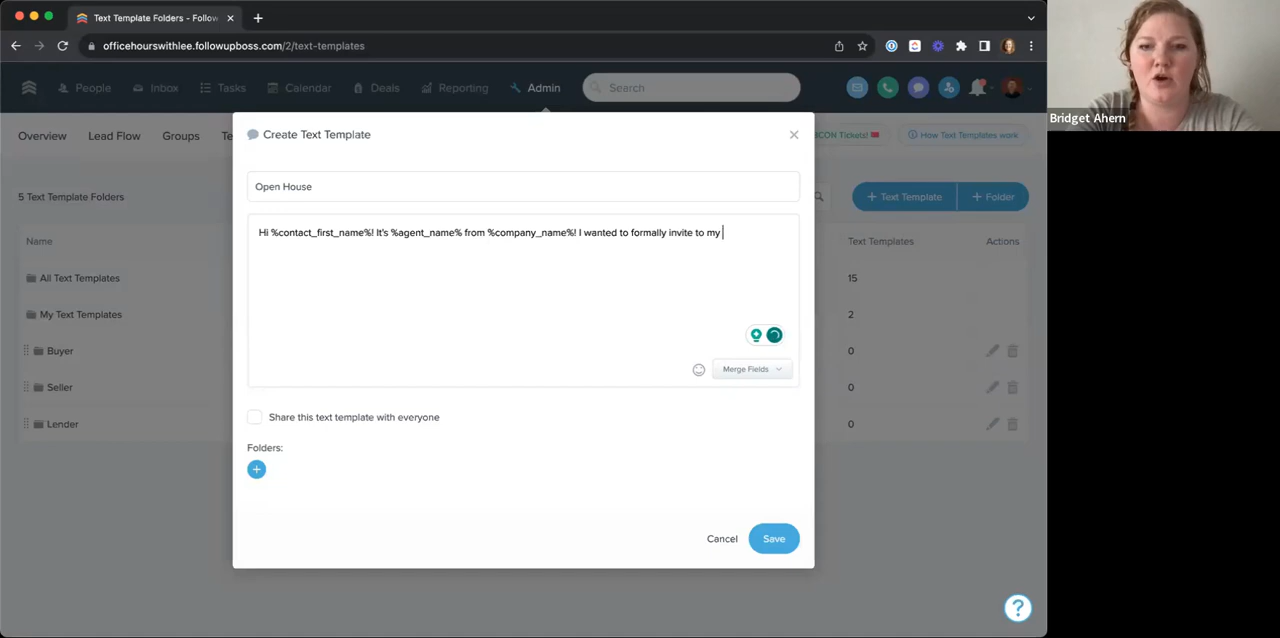 Text Template Folders - Follow
officehourswithlee.followupboss.com/2/text-templates
People Inbox Tasks Calendar Deals Reporting Admin Search
Overview Lead Flow Groups Te CON Tickets! How Text Templates work
Create Text Template
Open House
Hi %contact_first_name%! It's %agent_name% from %company_name%! I wanted to formally invite to my
Merge Fields
Share this text template with everyone
Folders:
Cancel Save
5 Text Template Folders Text Template Folder
Name Text Templates Actions
All Text Templates 15
My Text Templates 2
Buyer 0
Seller 0
Lender 0
Bridget Ahern